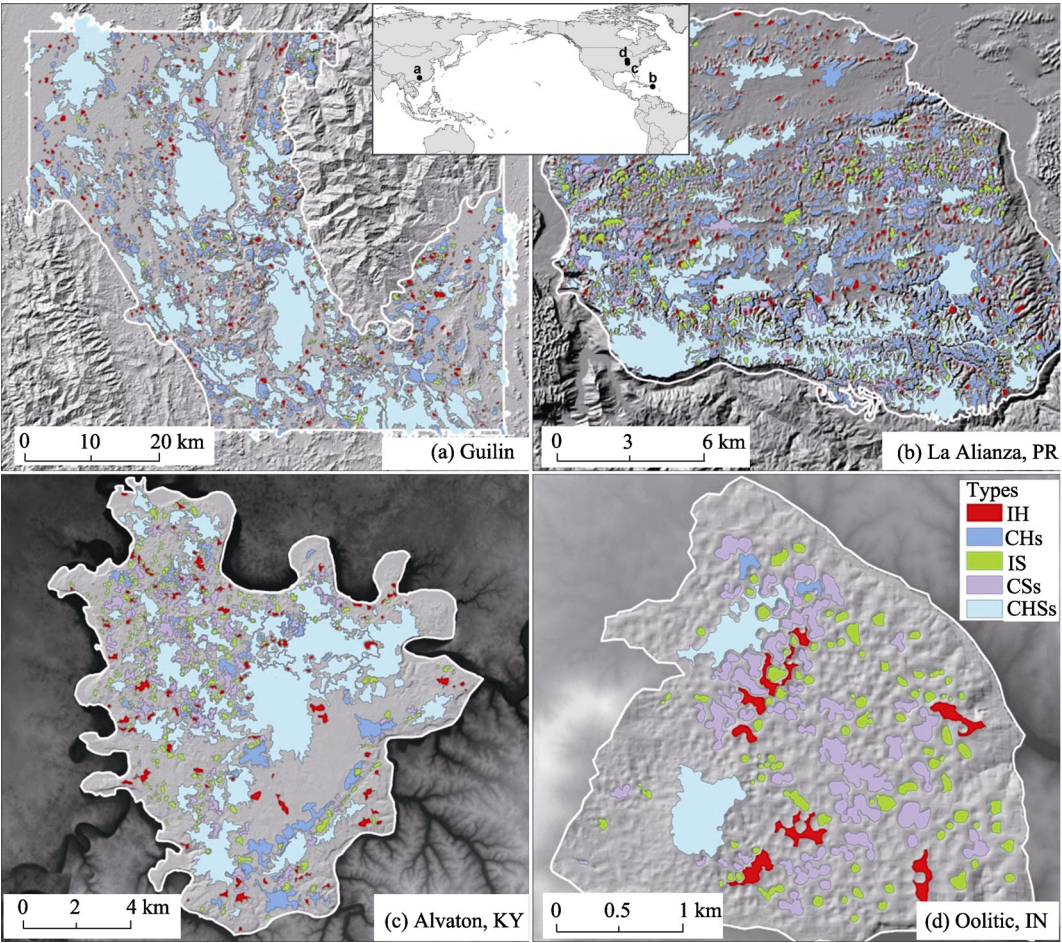 a
d
c
b
0 10 20 km
(a) Guilin
0 3 6 km
(b) La Alianza, PR
Types
IH
CHs
IS
CSs
CHSs
0 2 4 km
(c) Alvaton, KY
0 0.5 1 km
(d) Oolitic, IN